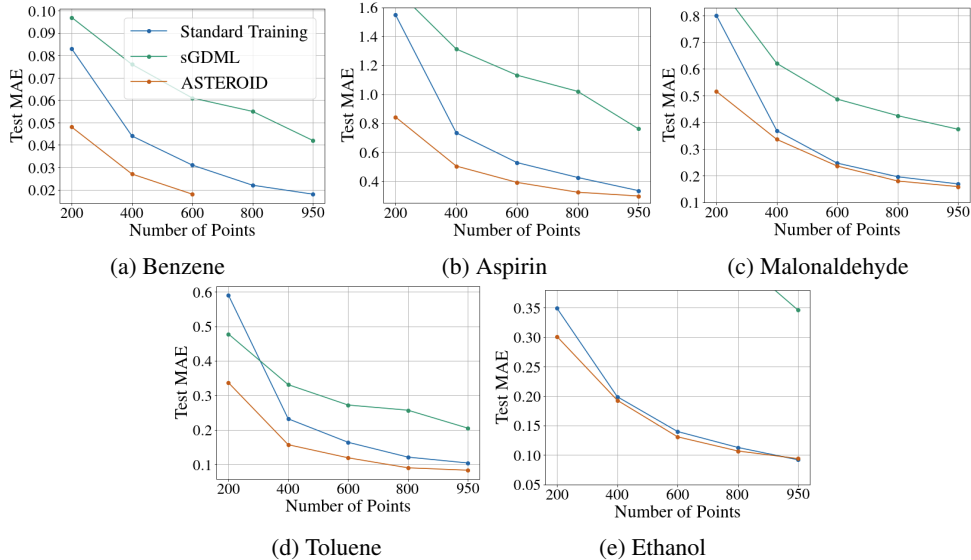 0.10
0.09
0.08
0.07
0.06
0.05
0.04
0.03
0.02
Test MAE
200 400 600 800 950
Number of Points
Standard Training
sGDML
ASTEROID
(a) Benzene
1.6
1.4
1.2
1.0
0.8
0.6
0.4
Test MAE
200 400 600 800 950
Number of Points
(b) Aspirin
0.8
0.7
0.6
0.5
0.4
0.3
0.2
0.1
Test MAE
200 400 600 800 950
Number of Points
(c) Malonaldehyde
0.6
0.5
0.4
0.3
0.2
0.1
Test MAE
200 400 600 800 950
Number of Points
(d) Toluene
0.35
0.30
0.25
0.20
0.15
0.10
0.05
Test MAE
200 400 600 800 950
Number of Points
(e) Ethanol